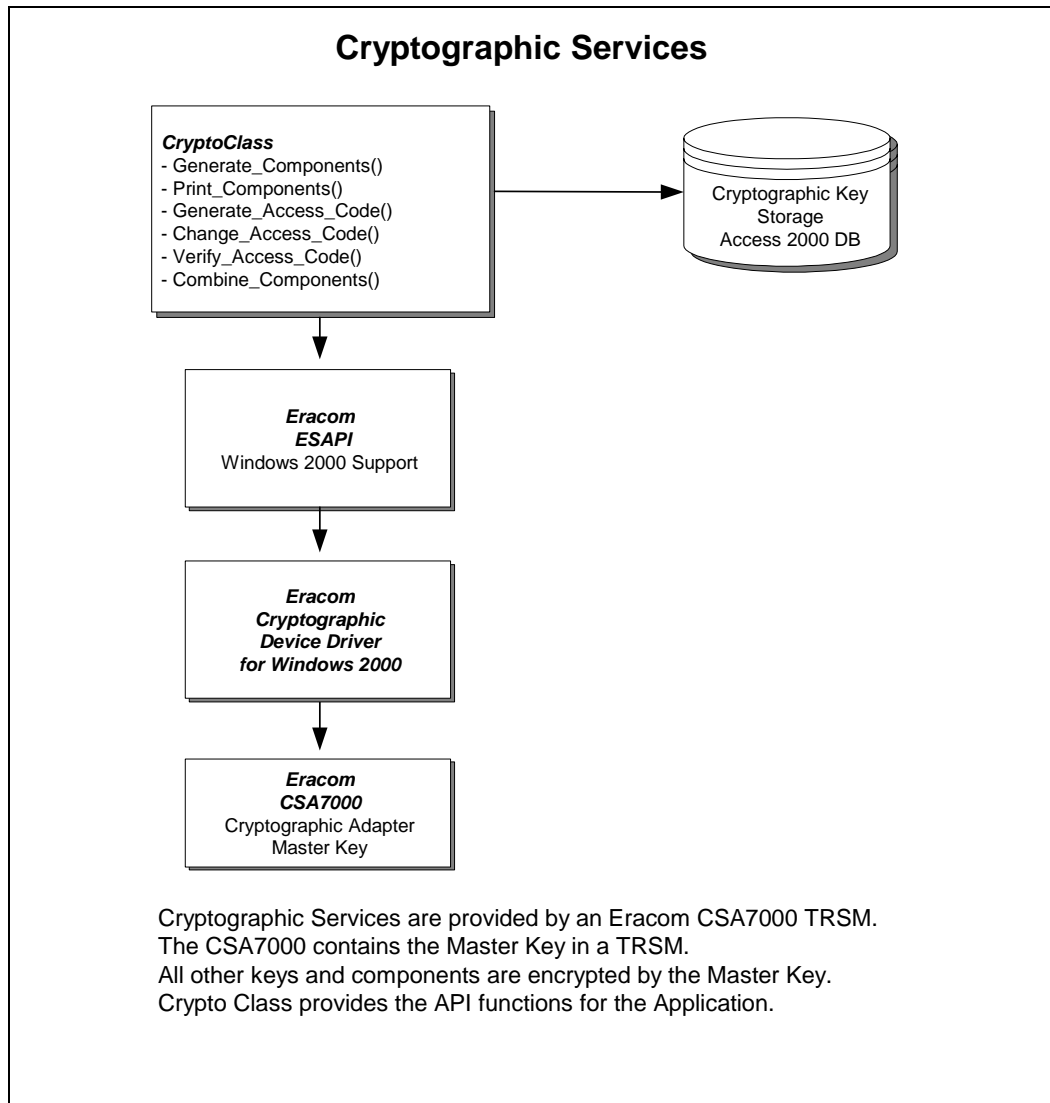 Cryptographic Services
CryptoClass
- Generate_Components()
- Print_Components()
- Generate_Access_Code()
- Change_Access_Code()
- Verify_Access_Code()
- Combine_Components()
Cryptographic Key
Storage
Access 2000 DB
Eracom
ESAPI
Windows 2000 Support
Eracom
Cryptographic
Device Driver
for Windows 2000
Eracom
CSA7000
Cryptographic Adapter
Master Key
Cryptographic Services are provided by an Eracom CSA7000 TRSM.
The CSA7000 contains the Master Key in a TRSM.
All other keys and components are encrypted by the Master Key.
Crypto Class provides the API functions for the Application.